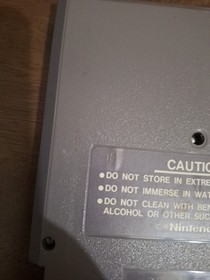 CAUTIO
•DO NOT STORE IN EXTRE
•DO NOT IMMERSE IN WAT
•DO NOT CLEAN WITH BEN
ALCOHOL OR OTHER SUC
Nintend